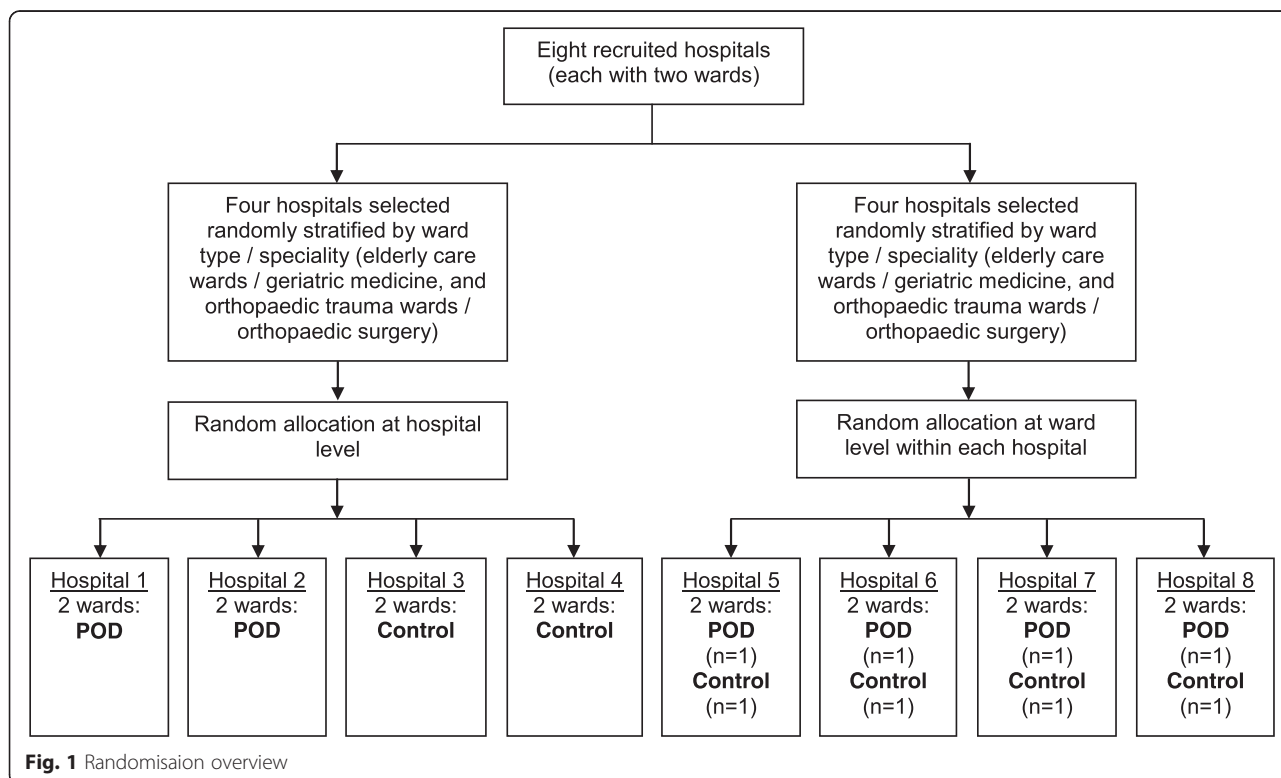 Eight recruited hospitals
(each with two wards)
Four hospitals selected
randomly stratified by ward
type / speciality (elderly care
wards / geriatric medicine, and
orthopaedic trauma wards /
orthopaedic surgery)
Four hospitals selected
randomly stratified by ward
type / speciality (elderly care
wards / geriatric medicine, and
orthopaedic trauma wards /
orthopaedic surgery)
Random allocation at hospital
level
Random allocation at ward
level within each hospital
Hospital 1
2 wards:
POD
Hospital 2
2 wards:
POD
Hospital 3
2 wards:
Control
Hospital 4
2 wards:
Control
Hospital 5
2 wards:
POD
(n=1)
Control
(n=1)
Hospital 6
2 wards:
POD
(n=1)
Control
(n=1)
Hospital 7
2 wards:
POD
(n=1)
Control
(n=1)
Hospital 8
2 wards:
POD
(n=1)
Control
(n=1)
Fig. 1 Randomisaion overview